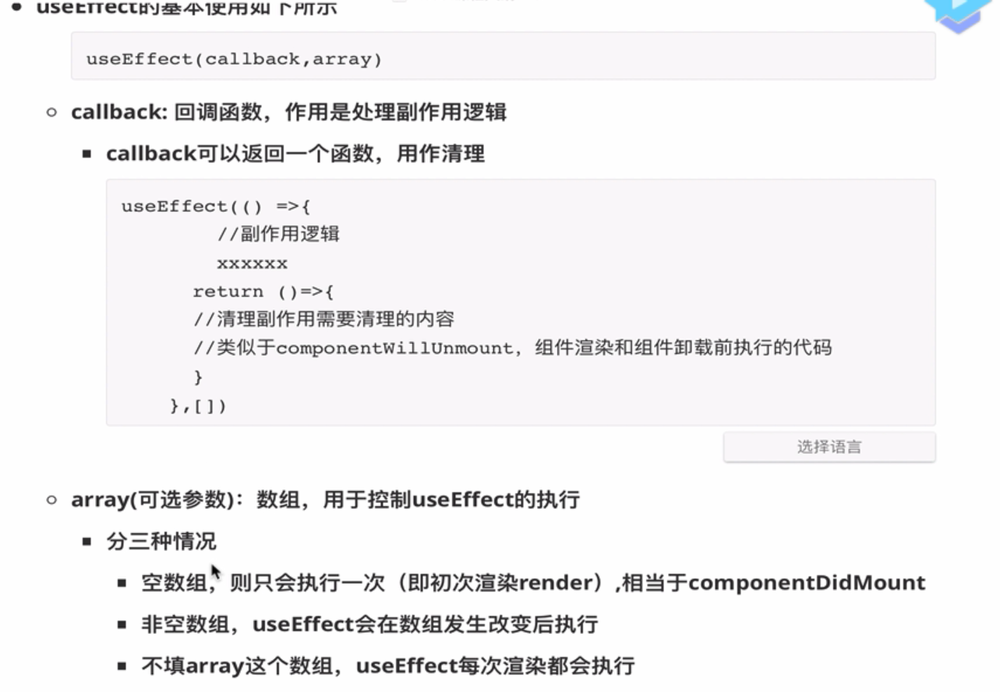 useEffect的基本使用如下所示
useEffect(callback,array)
callback: 回调函数，作用是处理副作用逻辑
callback可以返回一个函数，用作清理
useEffect(() =>{
//副作用逻辑
xxxxxx
return ()=>{
//清理副作用需要清理的内容
//类似于componentWillUnmount，组件渲染和组件卸载前执行的代码
}
},[])
选择语言
array(可选参数)：数组，用于控制useEffect的执行
分三种情况
空数组，则只会执行一次（即初次渲染render）,相当于componentDidMount
非空数组，useEffect会在数组发生改变后执行
不填array这个数组，useEffect每次渲染都会执行